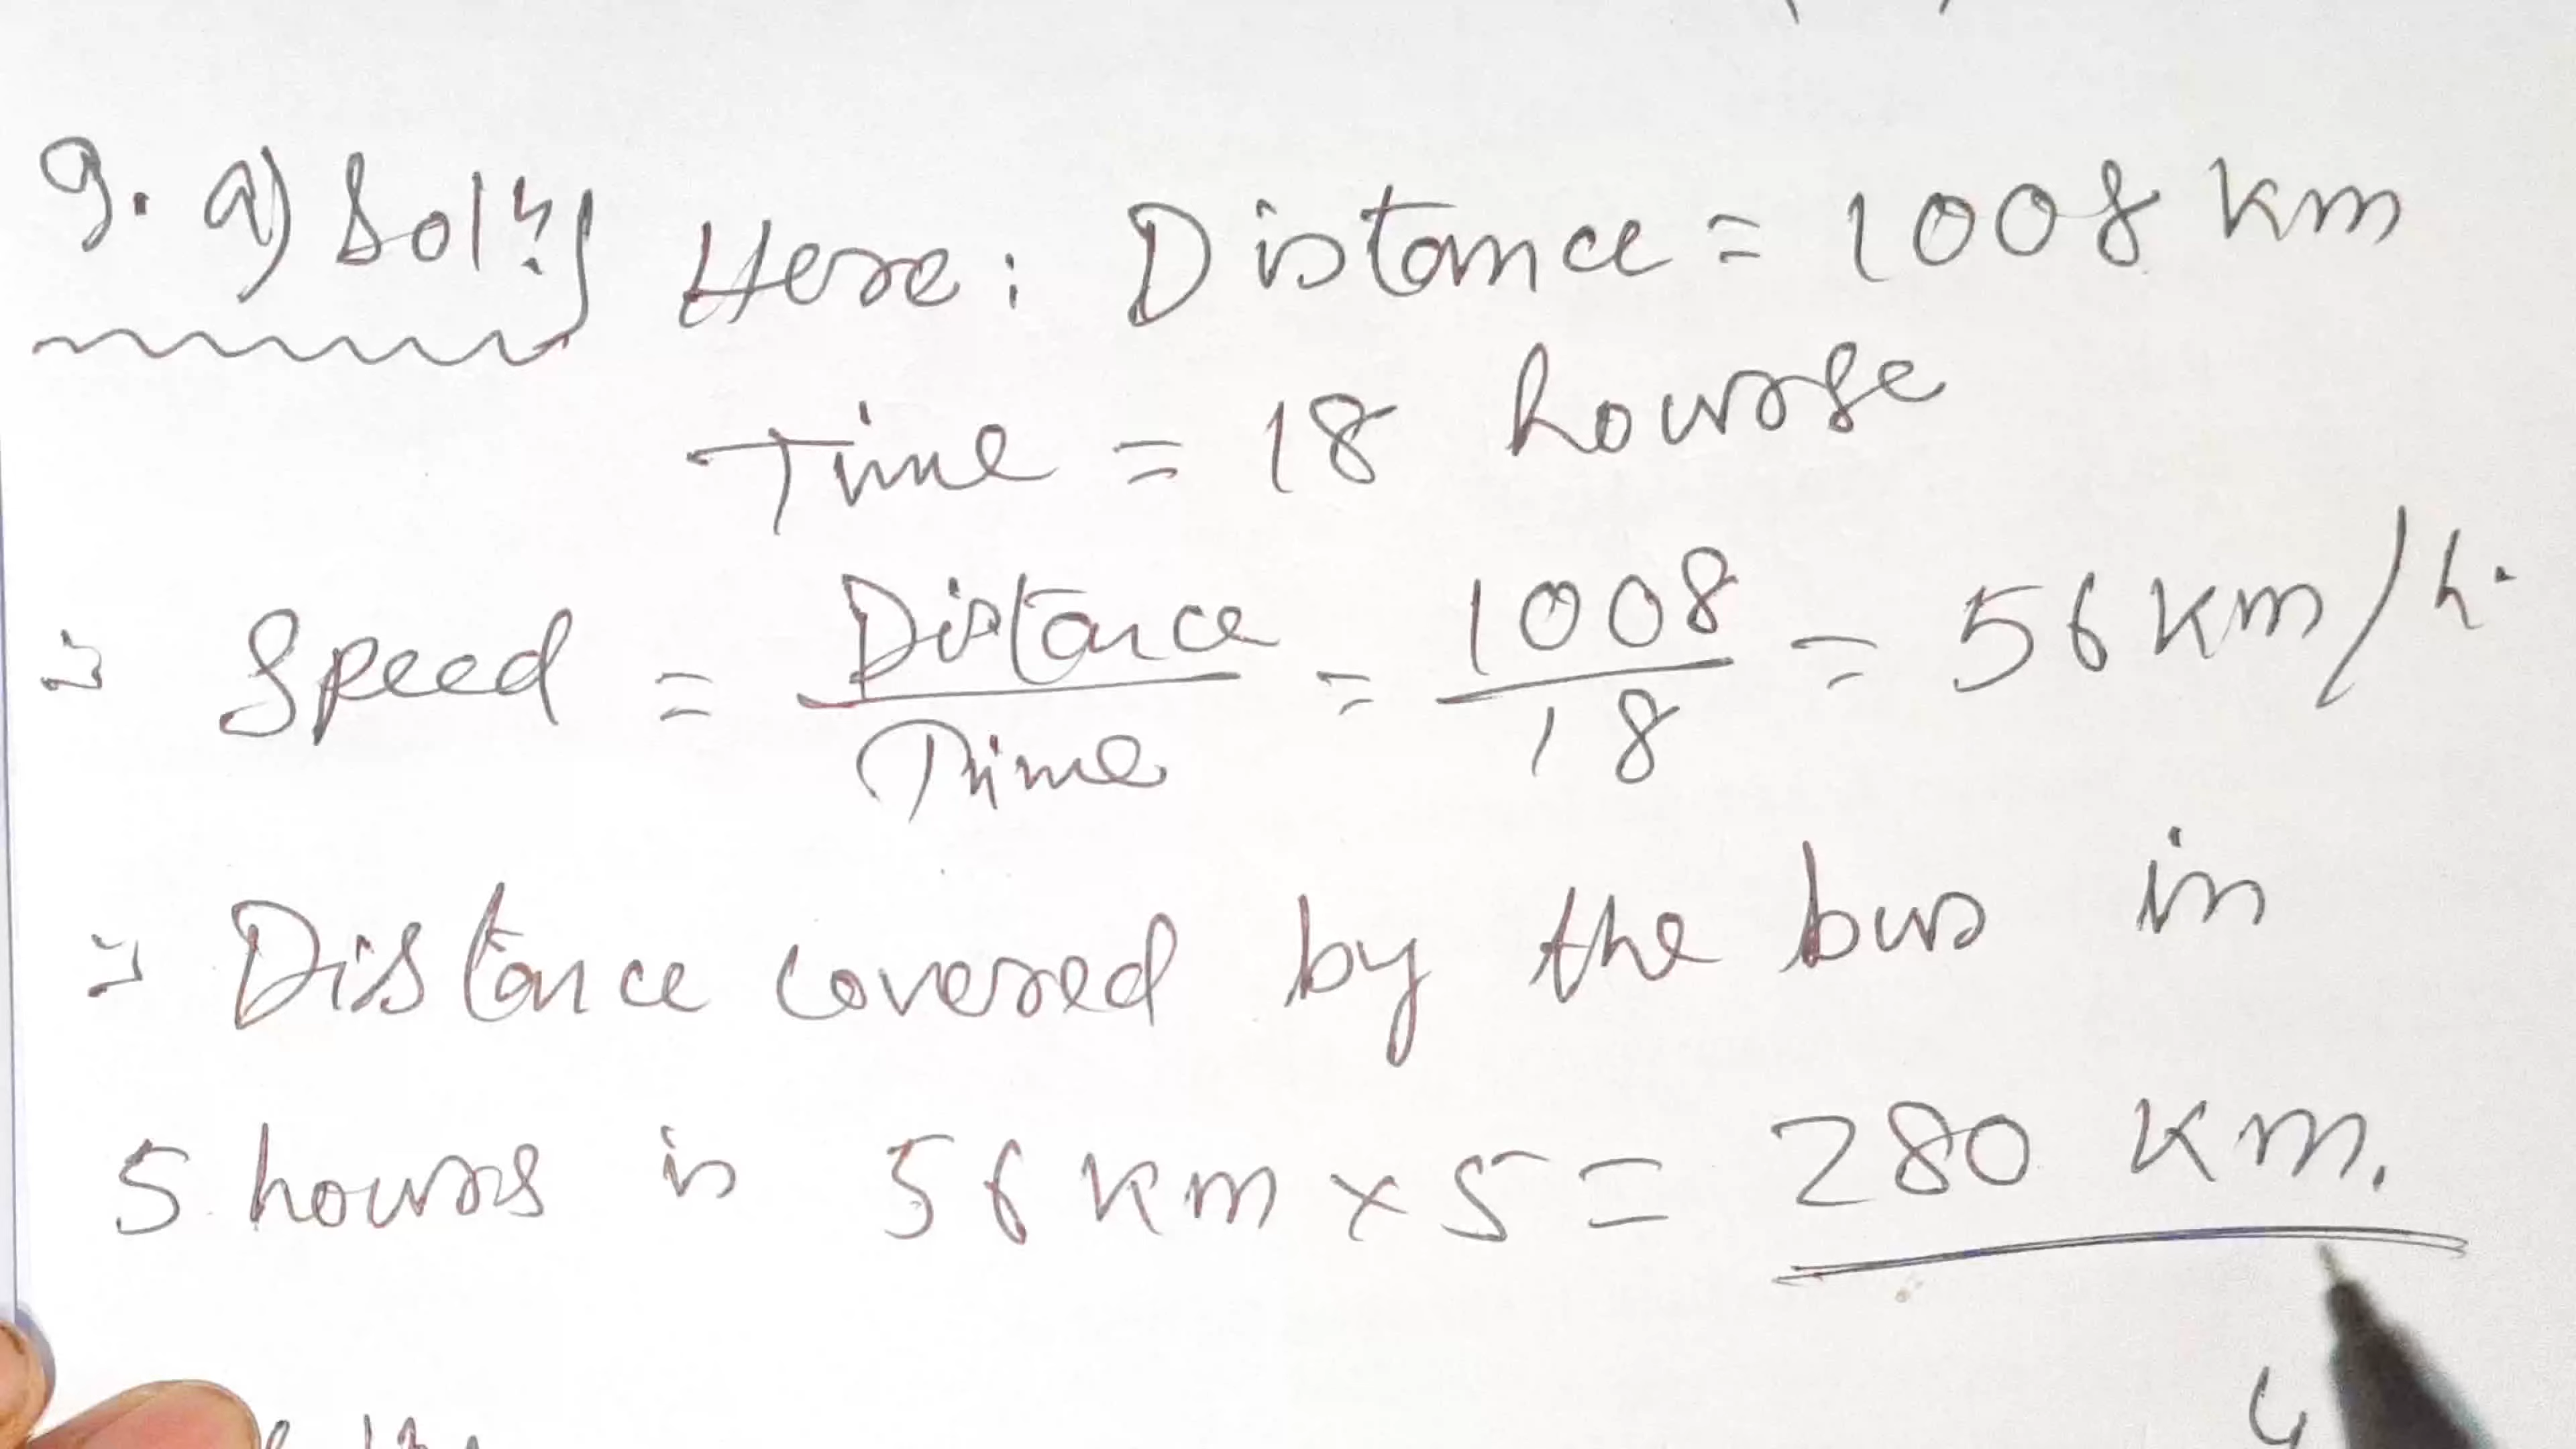 9. a) Solⁿ: Here: Distance = 1008 km
Time = 18 hourse
⇒ Speed = Distance/Time = 1008/18 = 56 km/h.
⇒ Distance covered by the bus in
5 hours is 56 km × 5 = 280 km.